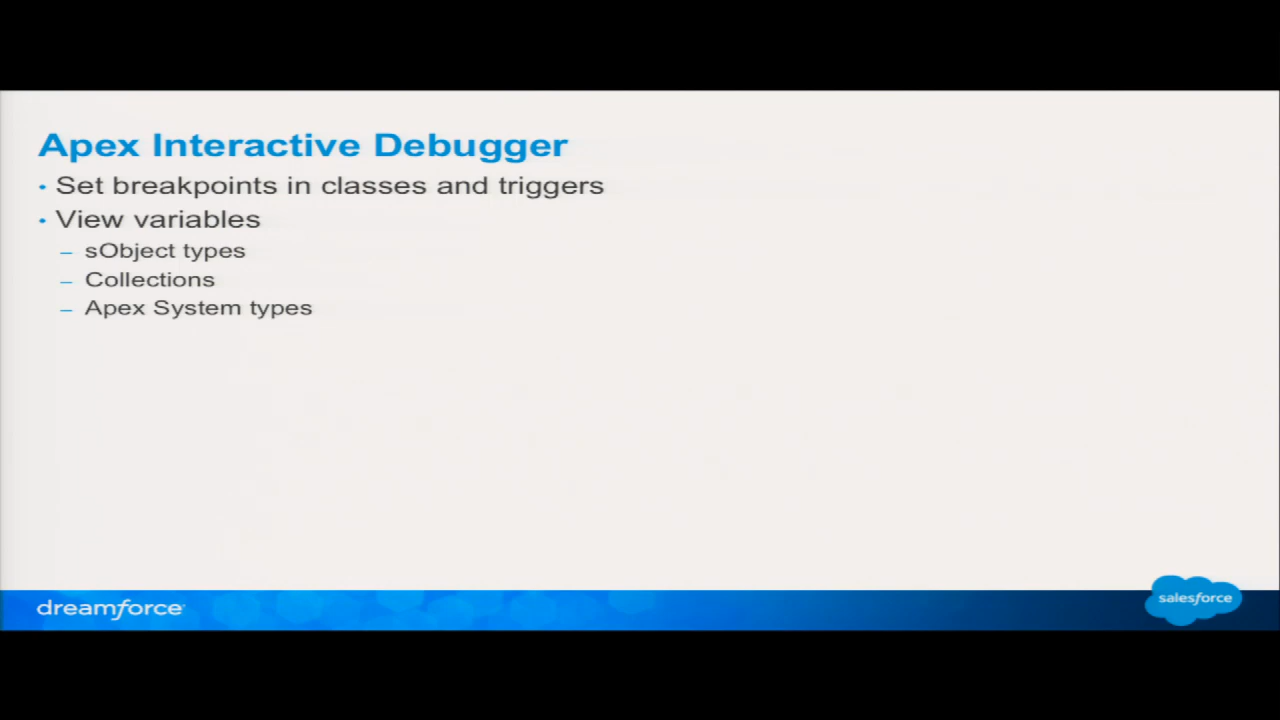 Apex Interactive Debugger
• Set breakpoints in classes and triggers
• View variables
– sObject types
– Collections
– Apex System types
dreamforce
salesforce